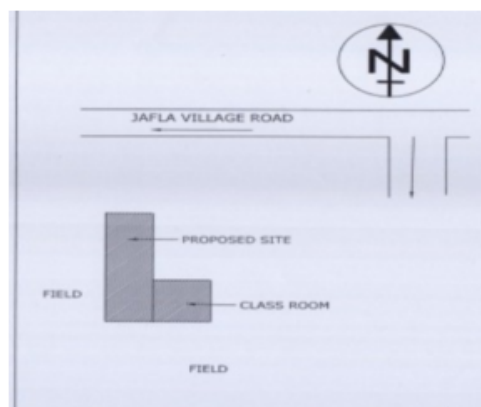 N
JAFLA VILLAGE ROAD
PROPOSED SITE
FIELD
CLASS ROOM
FIELD